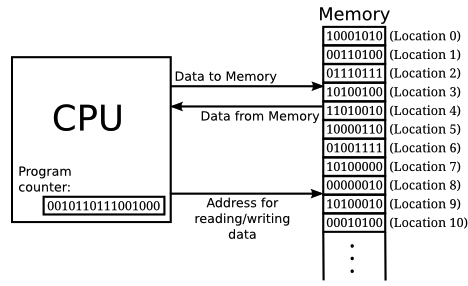 Memory
10001010 (Location 0)
00110100 (Location 1)
01110111 (Location 2)
10100100 (Location 3)
11010010 (Location 4)
10000110 (Location 5)
01001111 (Location 6)
10100000 (Location 7)
00000010 (Location 8)
10100010 (Location 9)
00010100 (Location 10)
Data to Memory
Data from Memory
CPU
Program
counter:
0010110111001000
Address for
reading/writing
data